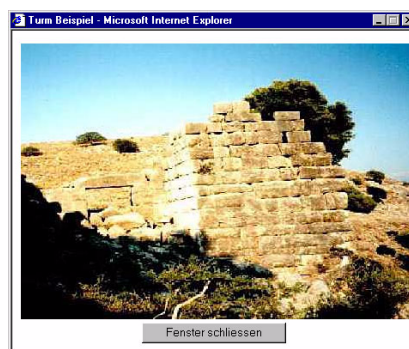 Turm Beispiel - Microsoft Internet Explorer
Fenster schliessen